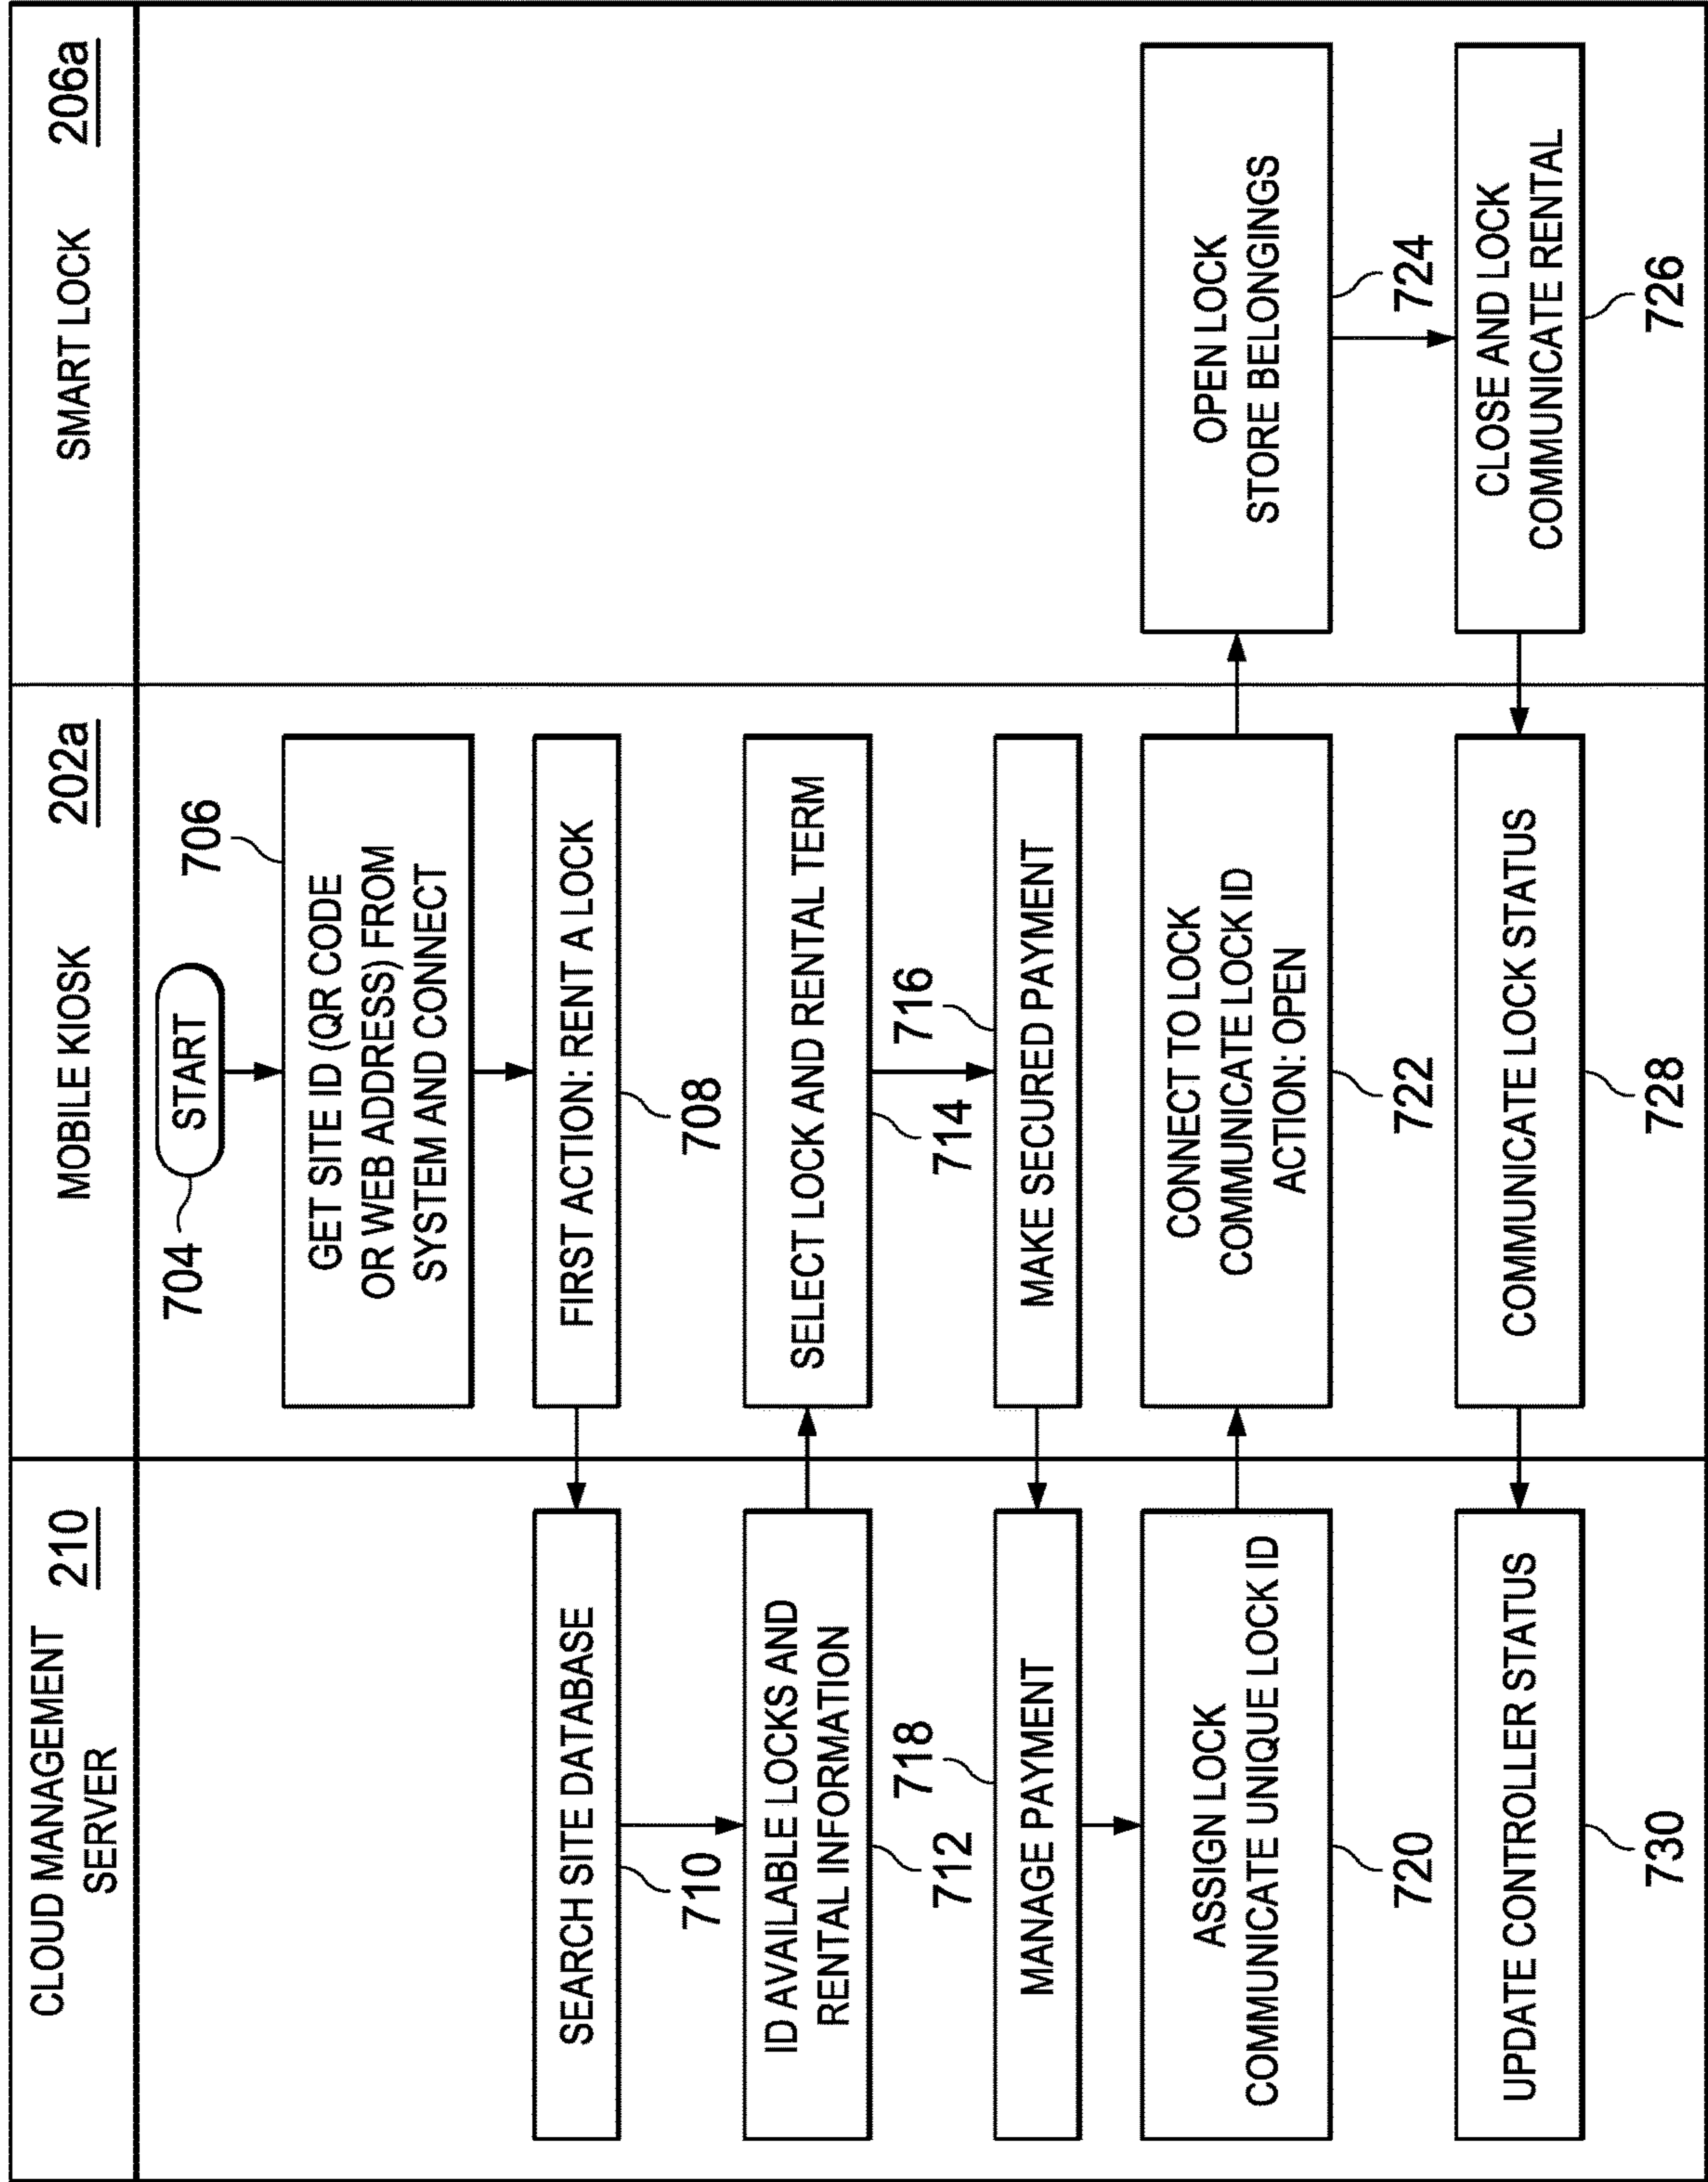 CLOUD MANAGEMENT
SERVER
210
MOBILE KIOSK
202a
SMART LOCK
206a
704
START
706
GET SITE ID (QR CODE
OR WEB ADDRESS) FROM
SYSTEM AND CONNECT
SEARCH SITE DATABASE
710
FIRST ACTION: RENT A LOCK
708
ID AVAILABLE LOCKS AND
RENTAL INFORMATION
712
SELECT LOCK AND RENTAL TERM
714
718
MANAGE PAYMENT
716
MAKE SECURED PAYMENT
ASSIGN LOCK
COMMUNICATE UNIQUE LOCK ID
720
CONNECT TO LOCK
COMMUNICATE LOCK ID
ACTION: OPEN
722
OPEN LOCK
STORE BELONGINGS
724
UPDATE CONTROLLER STATUS
730
COMMUNICATE LOCK STATUS
728
CLOSE AND LOCK
COMMUNICATE RENTAL
726